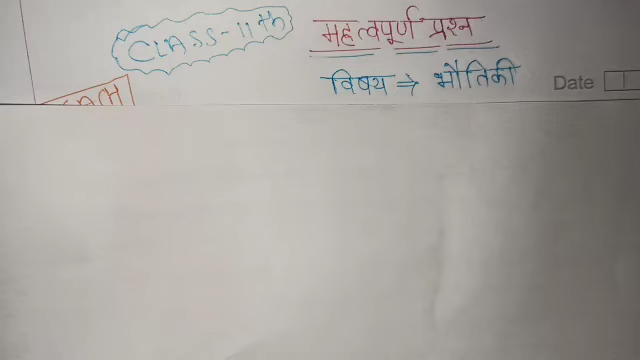 CLASS-11th
महत्वपूर्ण प्रश्न
विषय ⇒ भौतिकी
Date